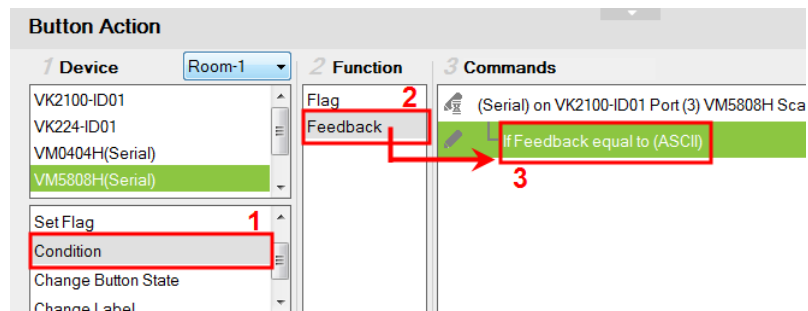 Button Action
1 Device
Room-1
2 Function
3 Commands
VK2100-ID01
VK224-ID01
VM0404H(Serial)
VM5808H(Serial)
Set Flag
1
Condition
Change Button State
Change Label
Flag
2
Feedback
(Serial) on VK2100-ID01 Port (3) VM5808H Sca
If Feedback equal to (ASCII)
3